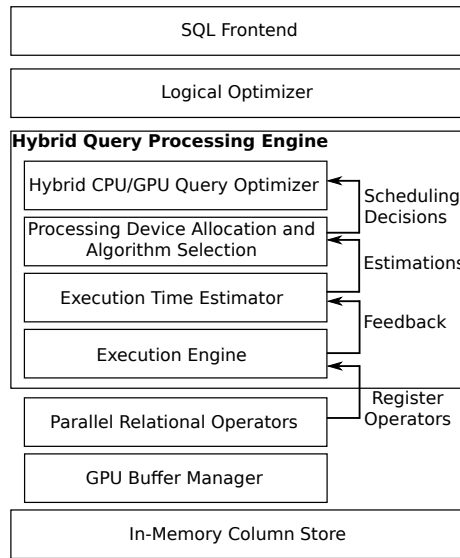 SQL Frontend
Logical Optimizer
Hybrid Query Processing Engine
Hybrid CPU/GPU Query Optimizer
Scheduling
Decisions
Processing Device Allocation and
Algorithm Selection
Estimations
Execution Time Estimator
Feedback
Execution Engine
Register
Operators
Parallel Relational Operators
GPU Buffer Manager
In-Memory Column Store